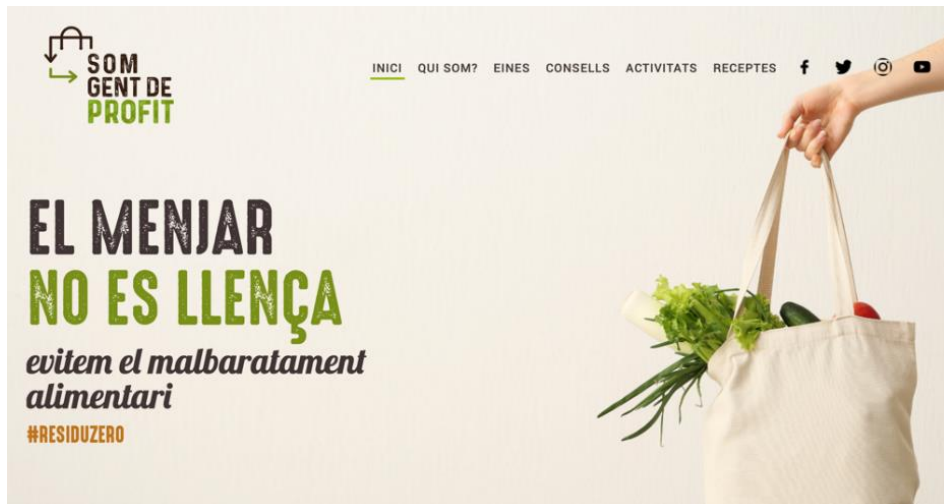 SOM
GENT DE
PROFIT
INICI QUI SOM? EINES CONSELLS ACTIVITATS RECEPTES
EL MENJAR
NO ES LLENÇA
evitem el malbaratament
alimentari
#RESIDUZERO